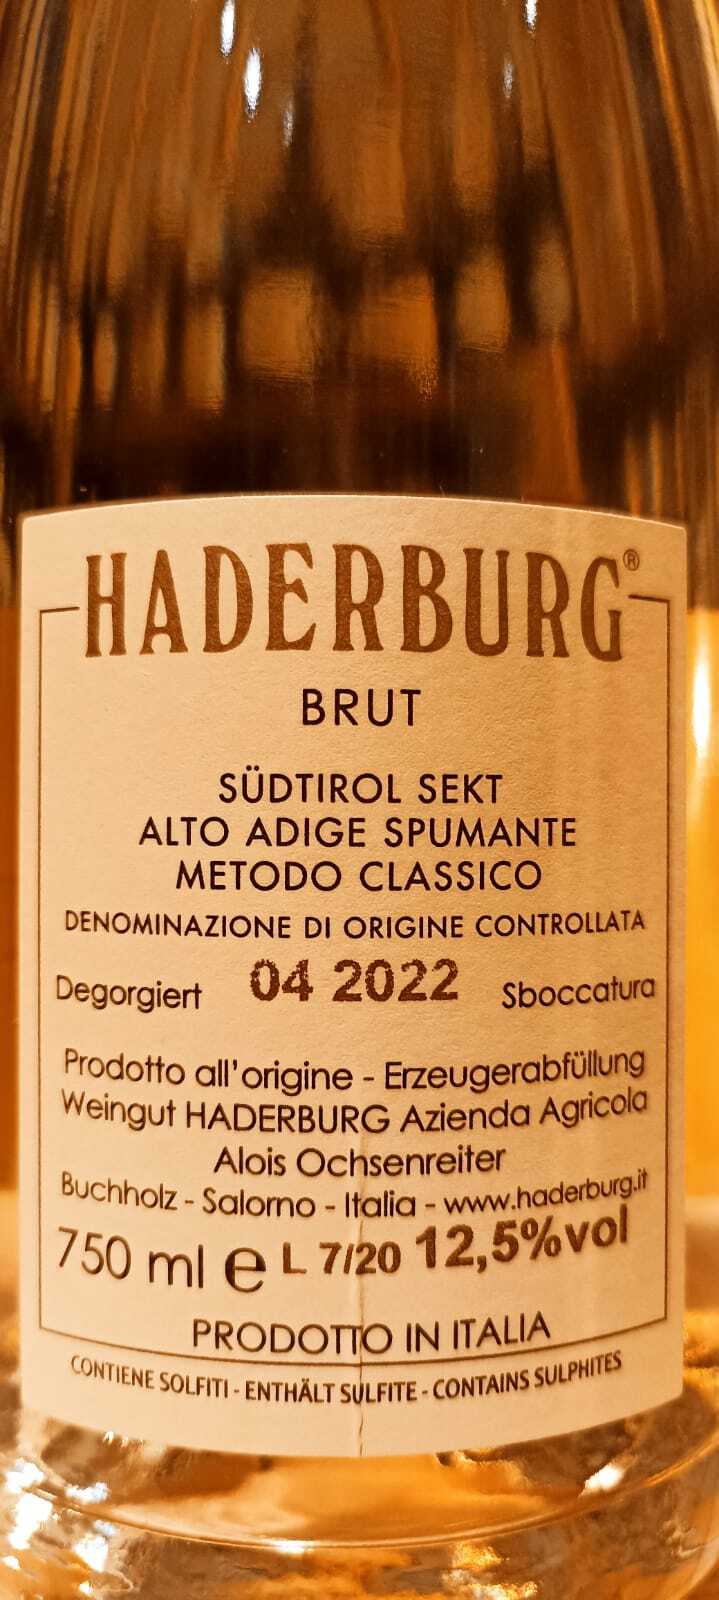 HADERBURG®
BRUT
SÜDTIROL SEKT
ALTO ADIGE SPUMANTE
METODO CLASSICO
DENOMINAZIONE DI ORIGINE CONTROLLATA
Degorgiert 04 2022 Sboccatura
Prodotto all'origine - Erzeugerabfüllung
Weingut HADERBURG Azienda Agricola
Alois Ochsenreiter
Buchholz - Salorno - Italia - www.haderburg.it
750 ml e L 7/20 12,5%vol
PRODOTTO IN ITALIA
CONTIENE SOLFITI - ENTHÄLT SULFITE - CONTAINS SULPHITES